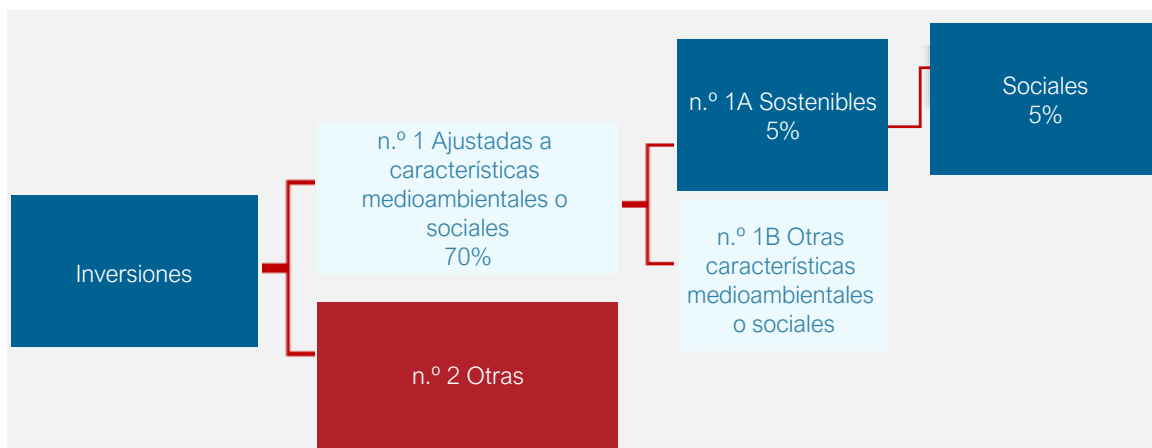 Inversiones
n.º 1 Ajustadas a
características
medioambientales o
sociales
70%
n.º 2 Otras
n.º 1A Sostenibles
5%
n.º 1B Otras
características
medioambientales
o sociales
Sociales
5%